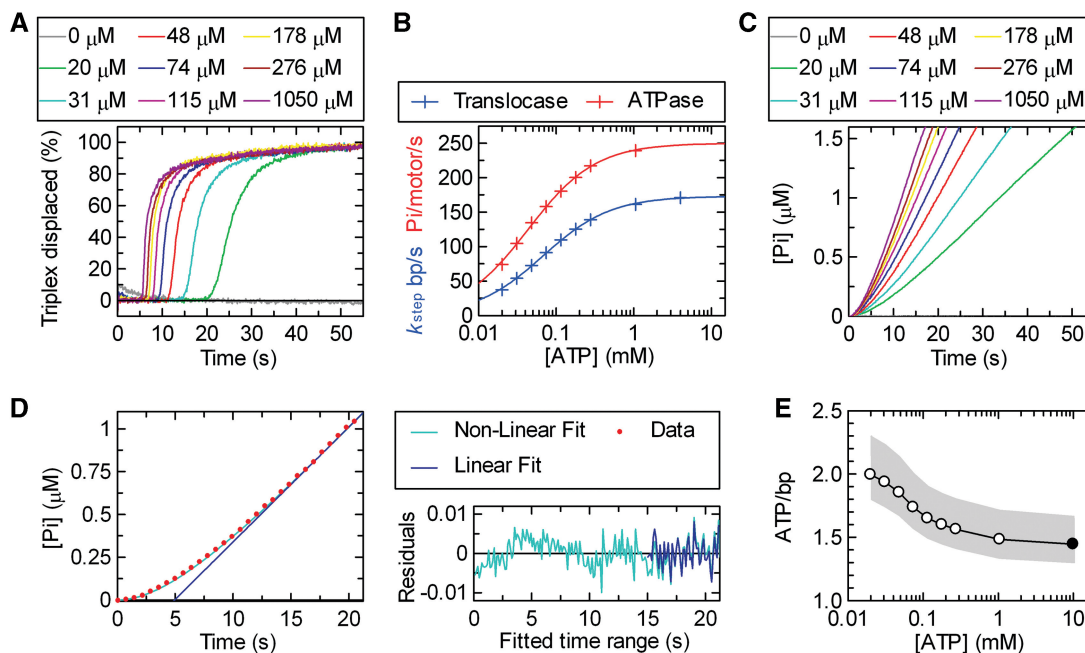 A
0 μM 48 μM 178 μM
20 μM 74 μM 276 μM
31 μM 115 μM 1050 μM
Triplex displaced (%)
100
80
60
40
20
0
0 10 20 30 40 50
Time (s)
B
Translocase ATPase
kstep bp/s Pi/motor/s
250
200
150
100
50
0
0.01 0.1 1 10
[ATP] (mM)
C
0 μM 48 μM 178 μM
20 μM 74 μM 276 μM
31 μM 115 μM 1050 μM
[Pi] (μM)
1.5
1
0.5
0
0 10 20 30 40 50
Time (s)
D
[Pi] (μM)
1
0.75
0.5
0.25
0
0 5 10 15 20
Time (s)
Non-Linear Fit Data
Linear Fit
Residuals
0.01
0
-0.01
0 5 10 15 20
Fitted time range (s)
E
ATP/bp
2.5
2.0
1.5
1.0
0.01 0.1 1 10
[ATP] (mM)